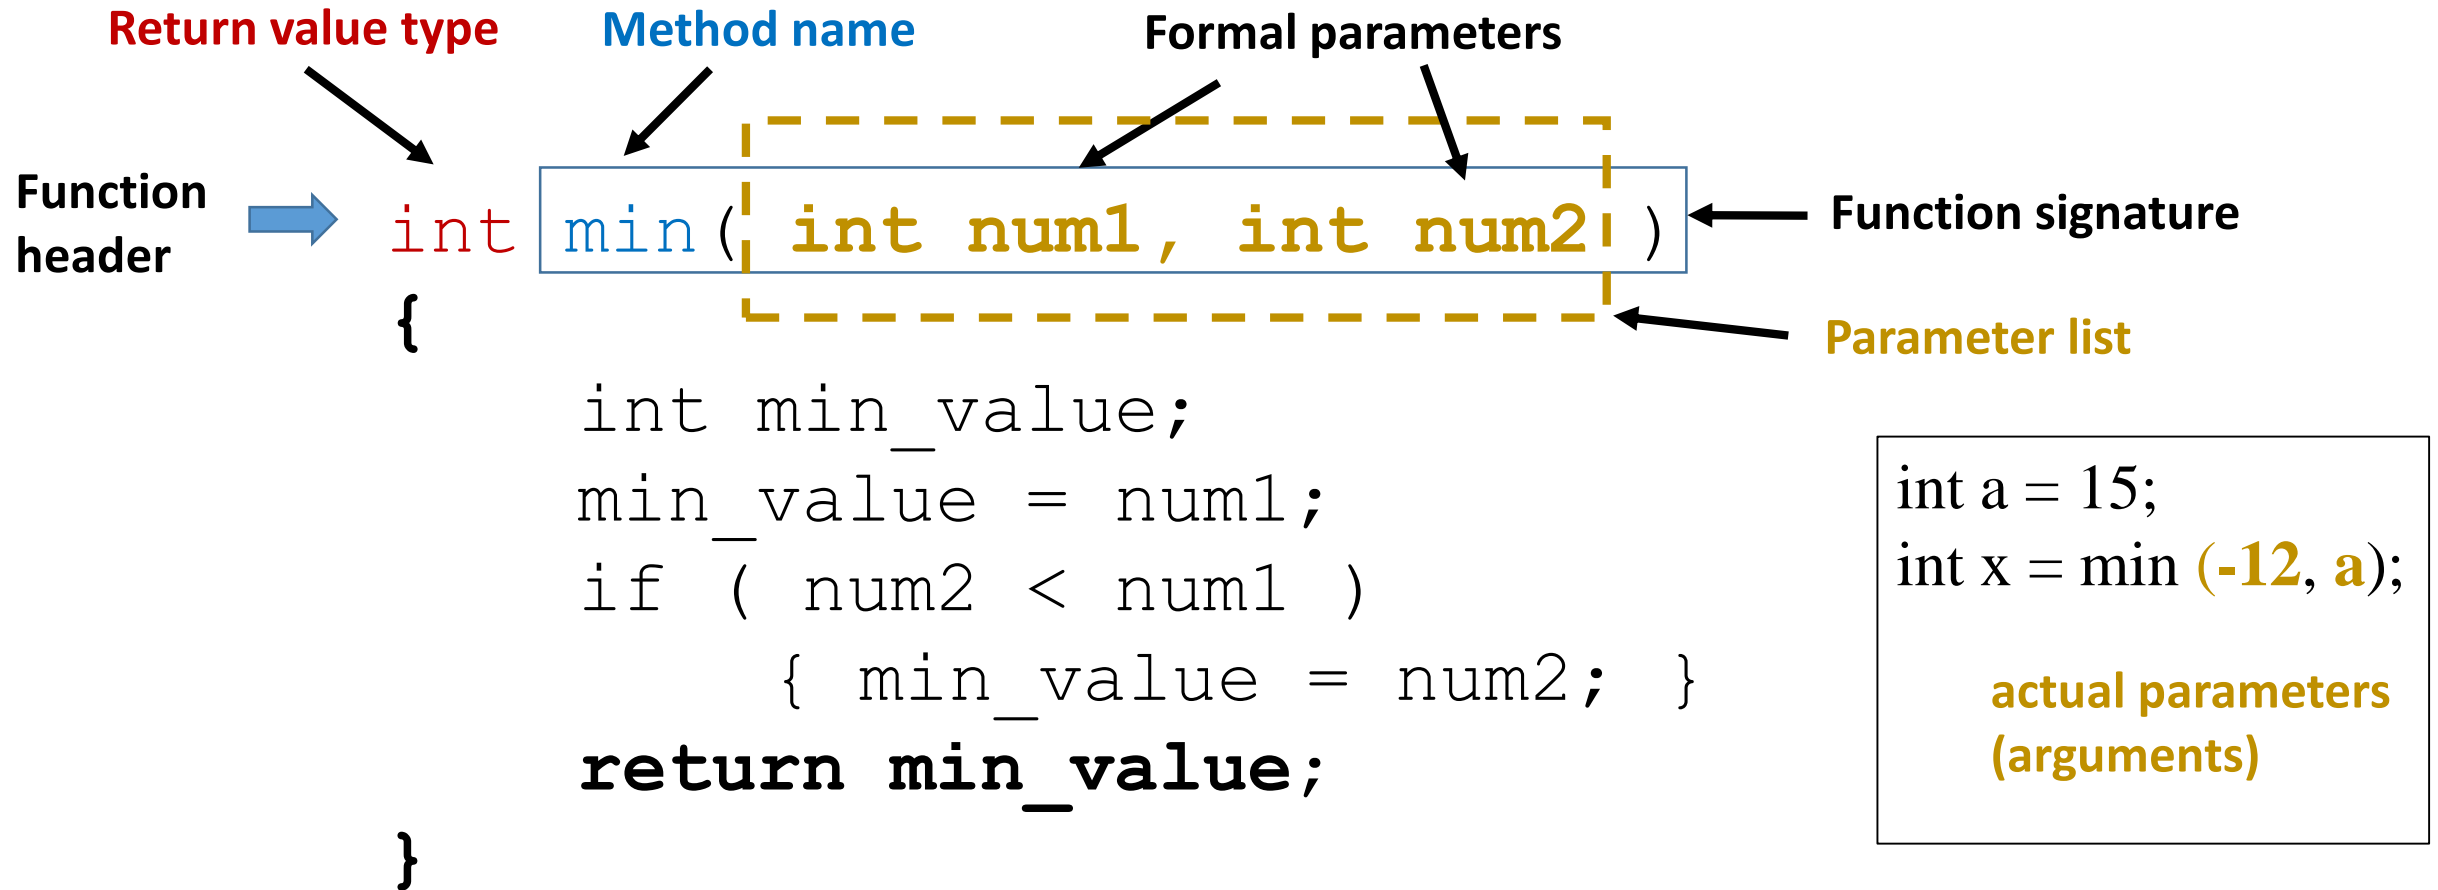 Return value type Method name Formal parameters
Function
header
int min( int num1, int num2 )
Function signature
{
Parameter list
int min_value;
min_value = num1;
if ( num2 < num1 )
{ min_value = num2; }
return min_value;
}
int a = 15;
int x = min (-12, a);
actual parameters
(arguments)